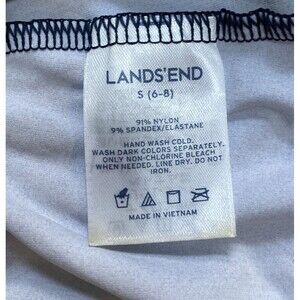 LANDS'END
S (6-8)
91% NYLON
9% SPANDEX/ELASTANE
HAND WASH COLD.
WASH DARK COLORS SEPARATELY.
ONLY NON-CHLORINE BLEACH
WHEN NEEDED. LINE DRY. DO NOT
IRON.
MADE IN VIETNAM